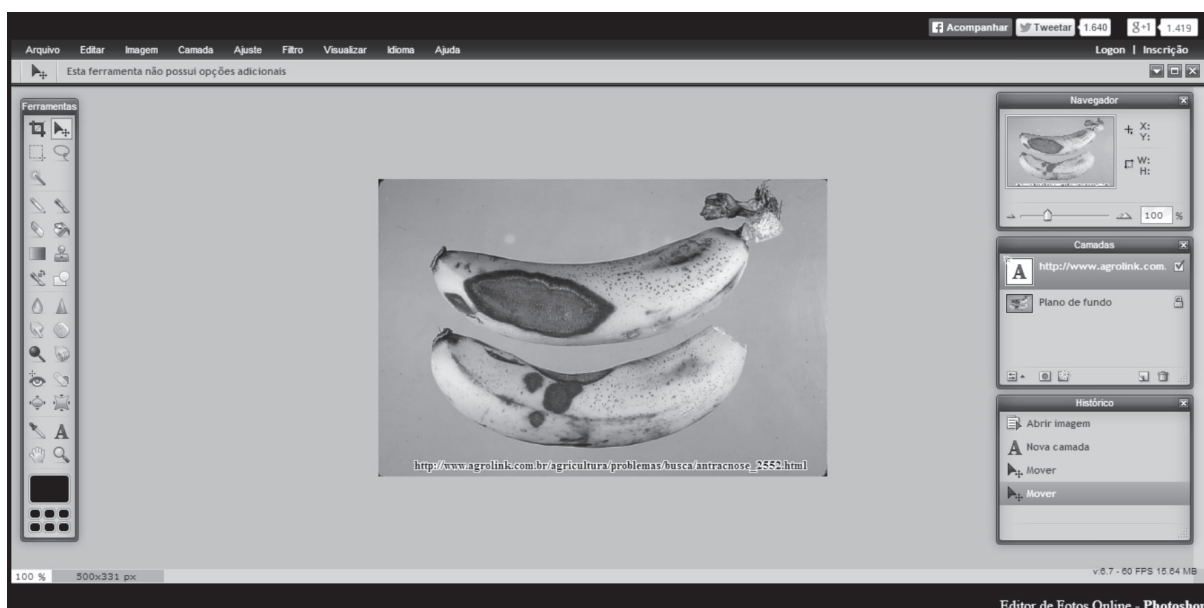 Acompanhar Tweetar 1.640 g+1 1.419
Arquivo Editar Imagem Camada Ajuste Filtro Visualizar Idioma Ajuda Logon | Inscrição
Esta ferramenta não possui opções adicionais
Ferramentas
Navegador
X:
Y:
W:
H:
100 %
Camadas
A http://www.agrolink.com.
Plano de fundo
Histórico
Abrir imagem
A Nova camada
Mover
Mover
A
http://www.agrolink.com.br/agricultura/problemas/busca/antracnose_2552.html
100 % 500x331 px
v:6.7 - 60 FPS 15.64 MB
Editor de Fotos Online - Photosho